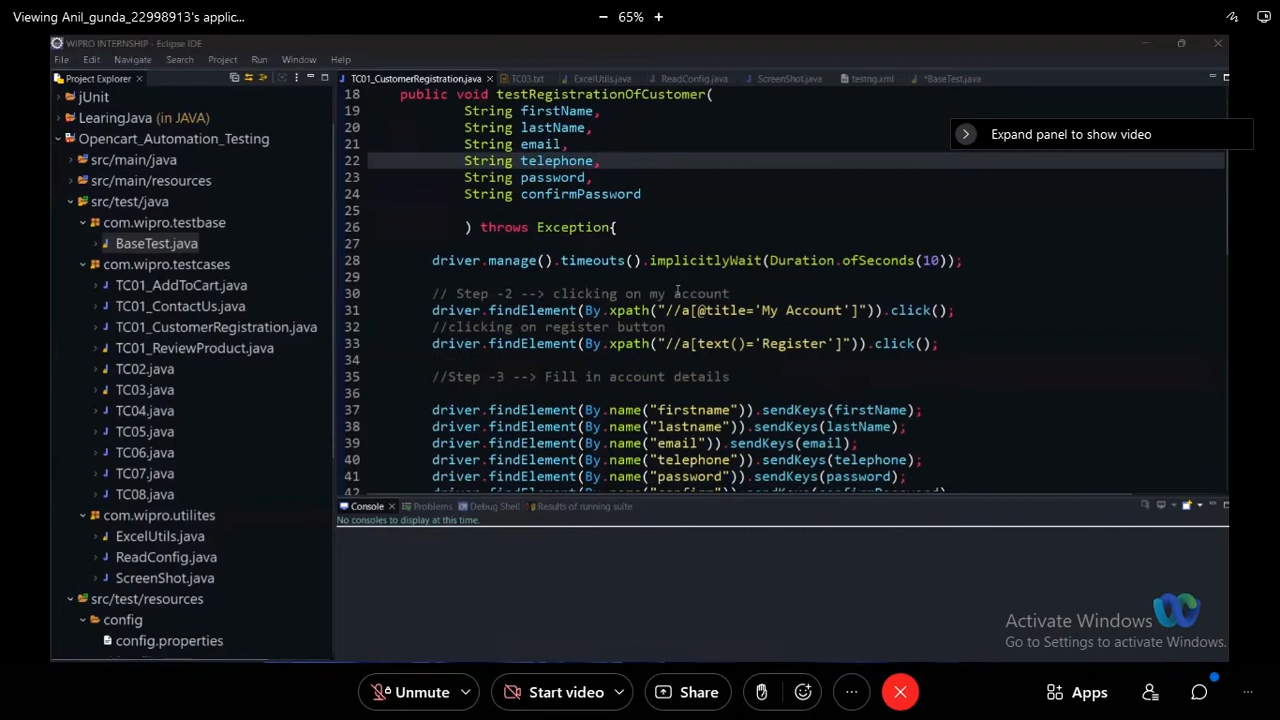 Viewing Anil_gunda_22998913's applic...
65%
WIPRO INTERNSHIP - Eclipse IDE
File Edit Navigate Search Project Run Window Help
Project Explorer
TC01_CustomerRegistration.java TC03.txt ExcelUtils.java ReadConfig.java ScreenShot.java testng.xml *BaseTest.java
jUnit
LearingJava (in JAVA)
Opencart_Automation_Testing
src/main/java
src/main/resources
src/test/java
com.wipro.testbase
BaseTest.java
com.wipro.testcases
TC01_AddToCart.java
TC01_ContactUs.java
TC01_CustomerRegistration.java
TC01_ReviewProduct.java
TC02.java
TC03.java
TC04.java
TC05.java
TC06.java
TC07.java
TC08.java
com.wipro.utilites
ExcelUtils.java
ReadConfig.java
ScreenShot.java
src/test/resources
config
config.properties
18 public void testRegistrationOfCustomer(
19 String firstName,
20 String lastName,
21 String email,
22 String telephone,
23 String password,
24 String confirmPassword
25
26 ) throws Exception{
27
28 driver.manage().timeouts().implicitlyWait(Duration.ofSeconds(10));
29
30 // Step -2 --> clicking on my account
31 driver.findElement(By.xpath("//a[@title='My Account']")).click();
32 //clicking on register button
33 driver.findElement(By.xpath("//a[text()='Register']")).click();
34
35 //Step -3 --> Fill in account details
36
37 driver.findElement(By.name("firstname")).sendKeys(firstName);
38 driver.findElement(By.name("lastname")).sendKeys(lastName);
39 driver.findElement(By.name("email")).sendKeys(email);
40 driver.findElement(By.name("telephone")).sendKeys(telephone);
41 driver.findElement(By.name("password")).sendKeys(password);
42 driver.findElement(By.name("confirm")).sendKeys(confirmPassword)
Expand panel to show video
Console Problems Debug Shell Results of running suite
No consoles to display at this time.
Activate Windows
Go to Settings to activate Windows.
Unmute Start video Share Apps